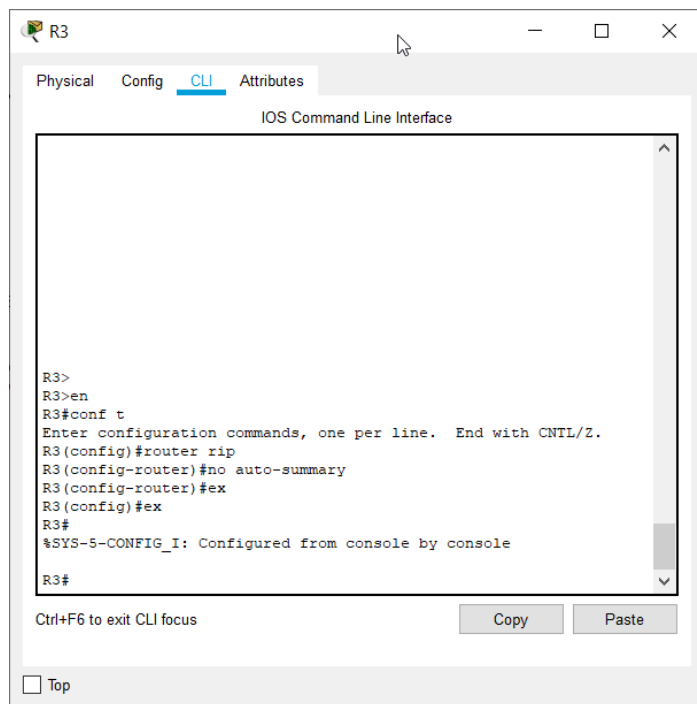 R3
Physical Config CLI Attributes
IOS Command Line Interface
R3>
R3>en
R3#conf t
Enter configuration commands, one per line.  End with CNTL/Z.
R3(config)#router rip
R3(config-router)#no auto-summary
R3(config-router)#ex
R3(config)#ex
R3#
%SYS-5-CONFIG_I: Configured from console by console
R3#
Ctrl+F6 to exit CLI focus
Copy
Paste
Top